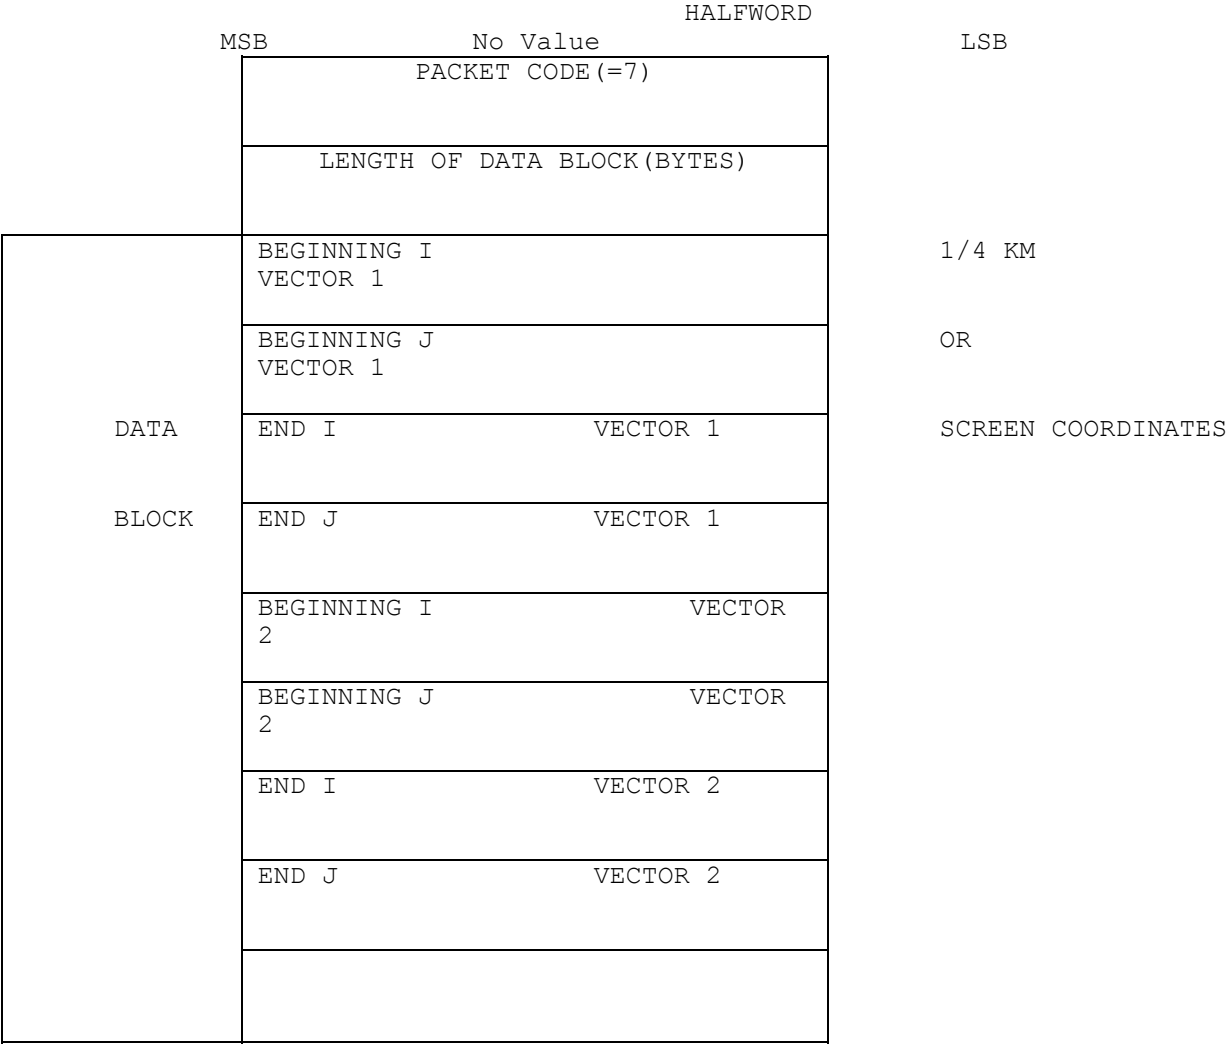 HALFWORD
MSB No Value LSB
PACKET CODE(=7)
LENGTH OF DATA BLOCK(BYTES)
BEGINNING I 1/4 KM
VECTOR 1
BEGINNING J OR
VECTOR 1
DATA END I VECTOR 1 SCREEN COORDINATES
BLOCK END J VECTOR 1
BEGINNING I VECTOR
2
BEGINNING J VECTOR
2
END I VECTOR 2
END J VECTOR 2